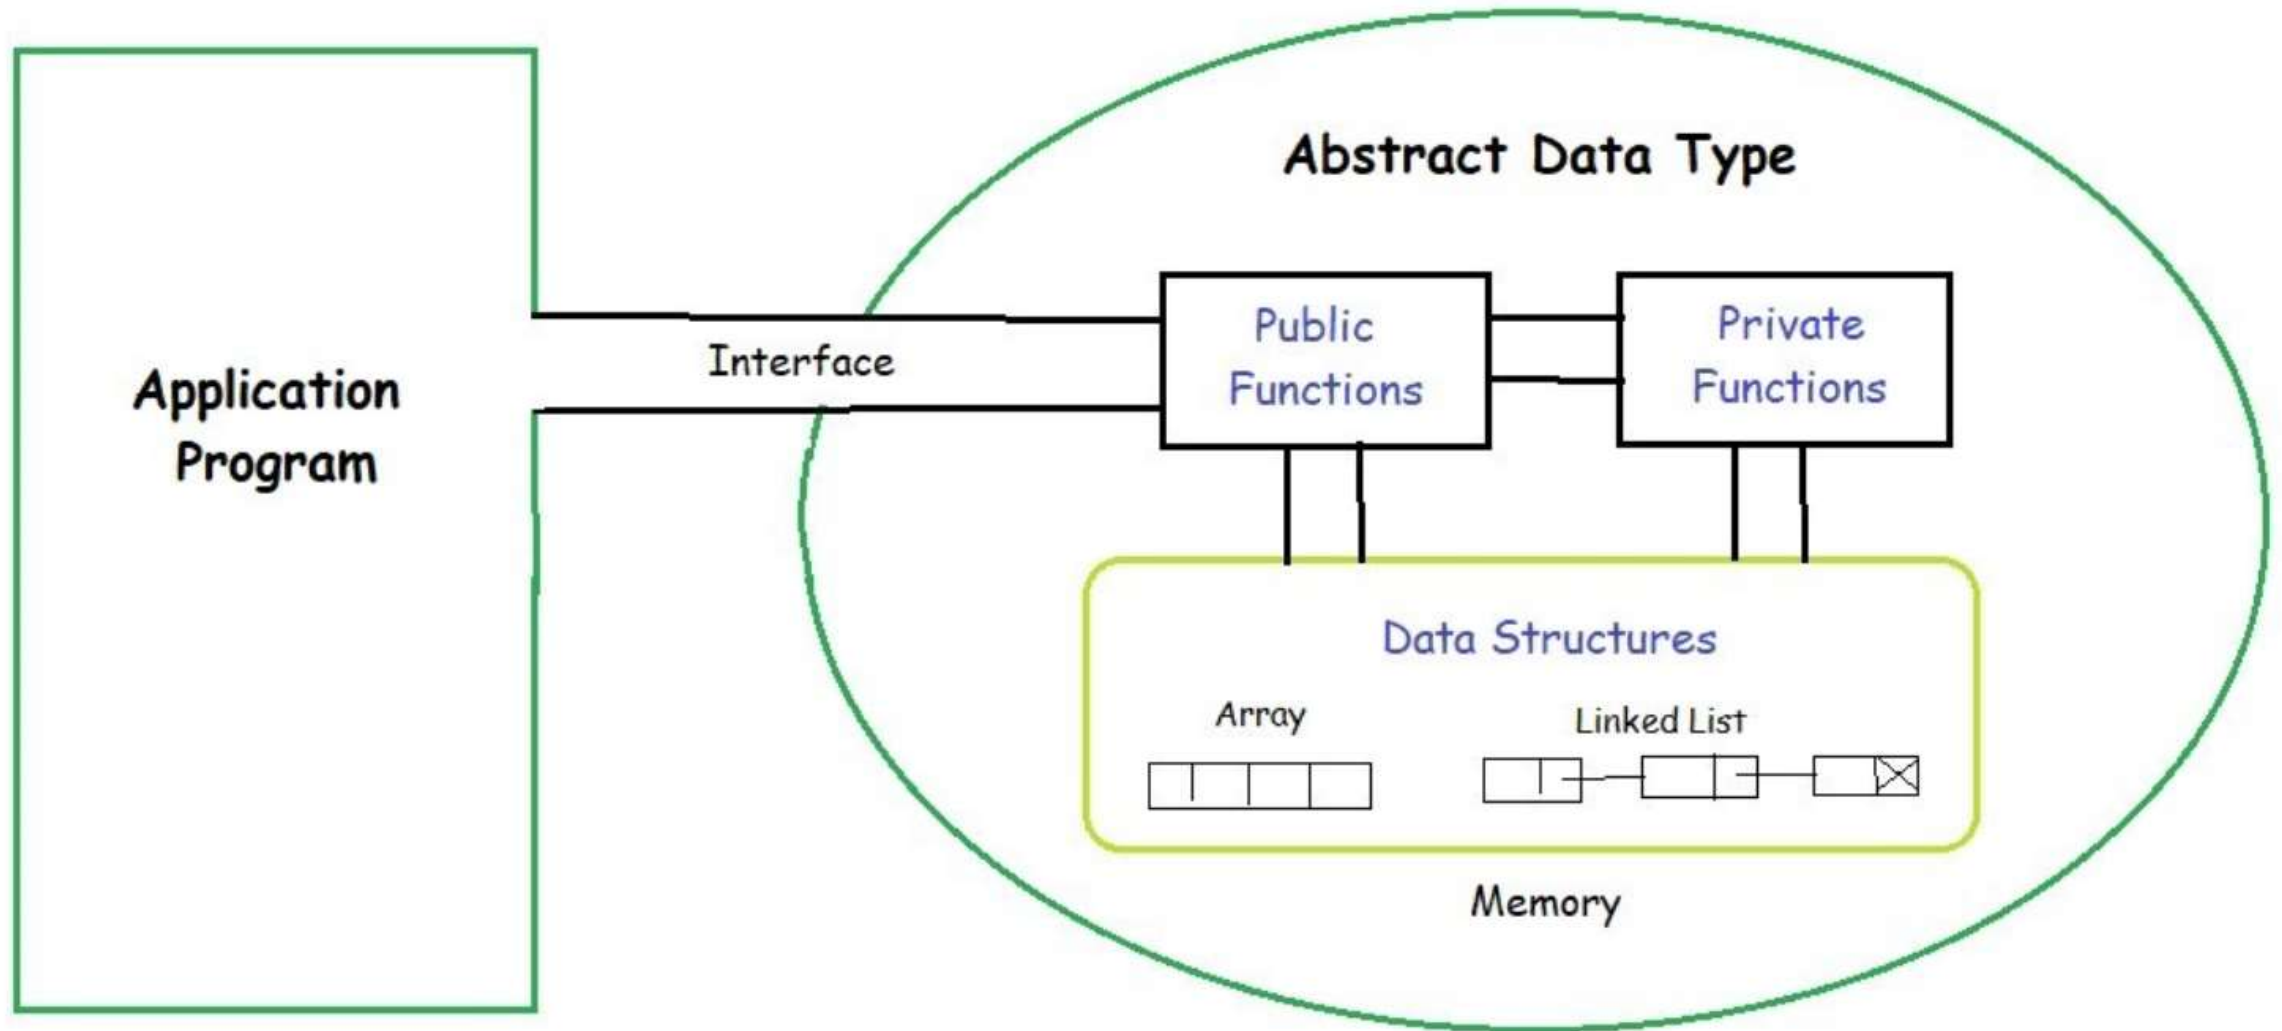 Abstract Data Type
Application
Program
Interface
Public
Functions
Private
Functions
Data Structures
Array
Linked List
Memory